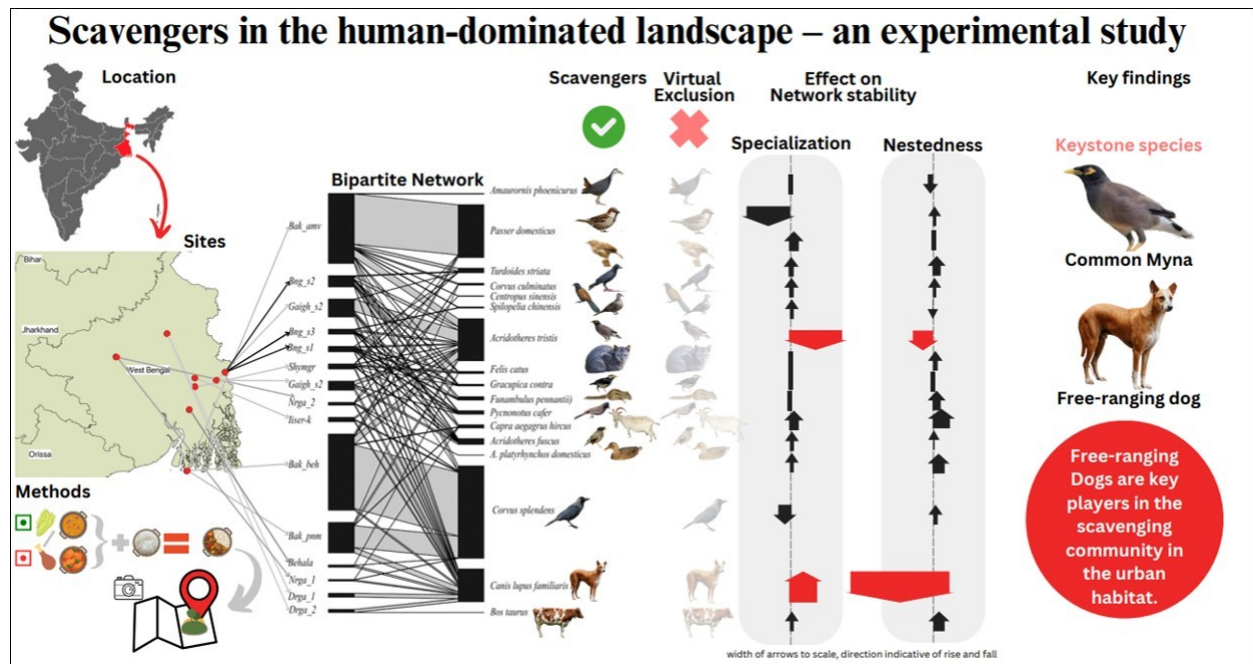 Scavengers in the human-dominated landscape – an experimental study
Location
Sites
Bihar
Jharkhand
West Bengal
Orissa
Methods
Bipartite Network
Bak_amv
Bng_s2
Gaigh_s2
Bng_s3
Bng_s1
Shymgr
Gaigh_s2
Nrga_2
Iiser-k
Bak_beh
Bak_pnm
Behala
Nrga_1
Drga_1
Drga_2
Scavengers
Amaurornis phoenicurus
Passer domesticus
Turdoides striata
Corvus culminatus
Centropus sinensis
Spilopelia chinensis
Acridotheres tristis
Felis catus
Gracupica contra
Funambulus pennantii)
Pycnonotus cafer
Capra aegagrus hircus
Acridotheres fuscus
A. platyrhynchos domesticus
Corvus splendens
Canis lupus familiaris
Bos taurus
Virtual
Exclusion
Effect on
Network stability
Specialization
Nestedness
width of arrows to scale, direction indicative of rise and fall
Key findings
Keystone species
Common Myna
Free-ranging dog
Free-ranging
Dogs are key
players in the
scavenging
community in
the urban
habitat.